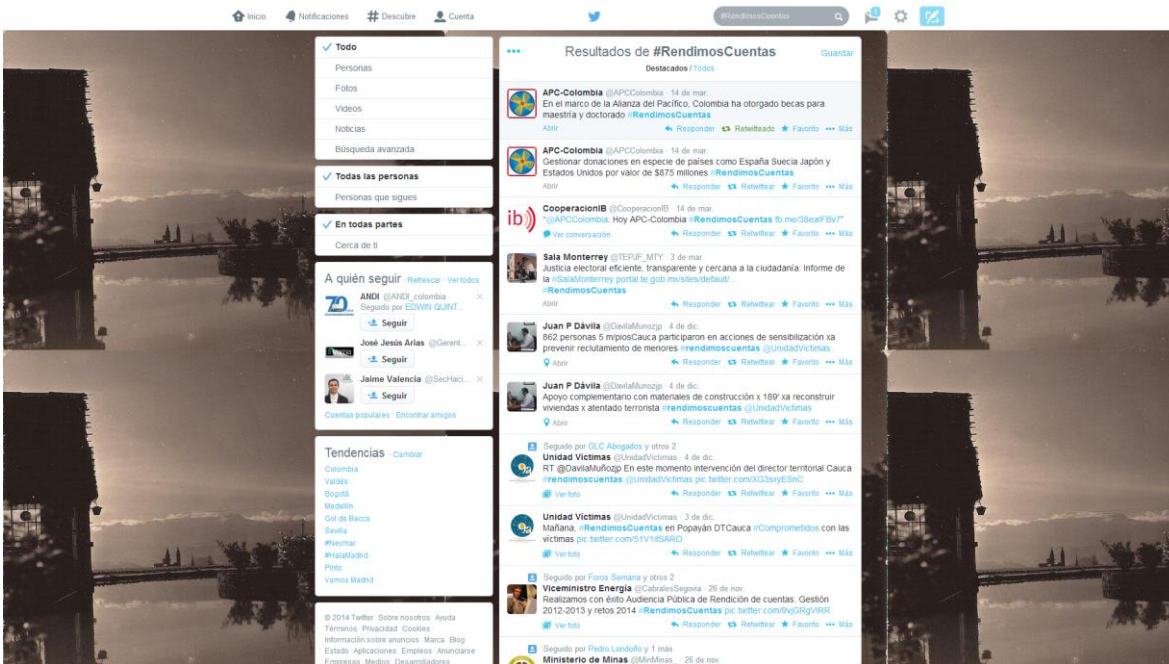 Inicio Notificaciones Descubre Cuenta #RendimosCuentas 1
Todo
Personas
Fotos
Videos
Noticias
Búsqueda avanzada
Todas las personas
Personas que sigues
En todas partes
Cerca de ti
A quién seguir · Refrescar · Ver todos
ANDI @ANDI_colombia
Seguido por EDWIN QUINT...
Seguir
José Jesús Arias @Gerent...
Seguir
Jaime Valencia @SecHaci...
Seguir
Cuentas populares · Encontrar amigos
Tendencias · Cambiar
Colombia
Valdés
Bogotá
Medellín
Gol de Bacca
Sevilla
#Neymar
#HalaMadrid
Pinto
Vamos Madrid
© 2014 Twitter Sobre nosotros Ayuda
Términos Privacidad Cookies
Información sobre anuncios Marca Blog
Estado Aplicaciones Empleos Anunciarse
Empresas Medios Desarrolladores
Resultados de #RendimosCuentas Guardar
Destacados / Todos
APC-Colombia @APCColombia · 14 de mar.
En el marco de la Alianza del Pacífico, Colombia ha otorgado becas para
maestría y doctorado #RendimosCuentas
Abrir Responder Retwitteado Favorito Más
APC-Colombia @APCColombia · 14 de mar.
Gestionar donaciones en especie de países como España Suecia Japón y
Estados Unidos por valor de $875 millones #RendimosCuentas
Abrir Responder Retwittear Favorito Más
ib))
CooperacionIB @CooperacionIB · 14 de mar.
"@APCColombia: Hoy APC-Colombia #RendimosCuentas fb.me/38eaIFBv7"
Ver conversación Responder Retwittear Favorito Más
Sala Monterrey @TEPJF_MTY · 3 de mar.
Justicia electoral eficiente, transparente y cercana a la ciudadanía: Informe de
la #SalaMonterrey portal.te.gob.mx/sites/default/...
#RendimosCuentas
Abrir Responder Retwittear Favorito Más
Juan P Dávila @DavilaMunozjp · 4 de dic.
862 personas 5 m/piosCauca participaron en acciones de sensibilización xa
prevenir reclutamiento de menores #rendimoscuentas @UnidadVictimas
Abrir Responder Retwittear Favorito Más
Juan P Dávila @DavilaMunozjp · 4 de dic.
Apoyo complementario con materiales de construcción x 189' xa reconstruir
viviendas x atentado terrorista #rendimoscuentas @UnidadVictimas
Abrir Responder Retwittear Favorito Más
Seguido por GLC Abogados y otros 2
Unidad Víctimas @UnidadVictimas · 4 de dic.
RT @DavilaMuñozjp En este momento intervención del director territorial Cauca
#rendimoscuentas @UnidadVictimas pic.twitter.com/XG3sxyESnC
Ver foto Responder Retwittear Favorito Más
Unidad Víctimas @UnidadVictimas · 3 de dic.
Mañana, #RendimosCuentas en Popayán DTCauca #Comprometidos con las
víctimas pic.twitter.com/51V1itSARO
Ver foto Responder Retwittear Favorito Más
Seguido por Foros Semana y otros 2
Viceministro Energía @CabralesSegovia · 26 de nov.
Realizamos con éxito Audiencia Pública de Rendición de cuentas. Gestión
2012-2013 y retos 2014 #RendimosCuentas pic.twitter.com/9vjGRgVlRR
Ver foto Responder Retwittear Favorito Más
Seguido por Pedro Londoño y 1 más
Ministerio de Minas @MinMinas_ · 26 de nov.